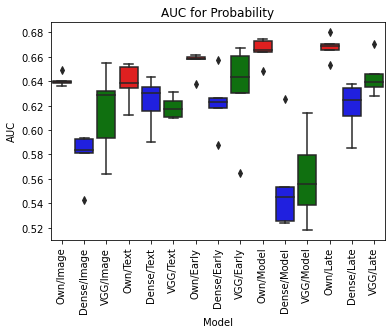 AUC for Probability
AUC
0.68
0.66
0.64
0.62
0.60
0.58
0.56
0.54
0.52
Own/Image
Dense/Image
VGG/Image
Own/Text
Dense/Text
VGG/Text
Own/Early
Dense/Early
VGG/Early
Own/Model
Dense/Model
VGG/Model
Own/Late
Dense/Late
VGG/Late
Model